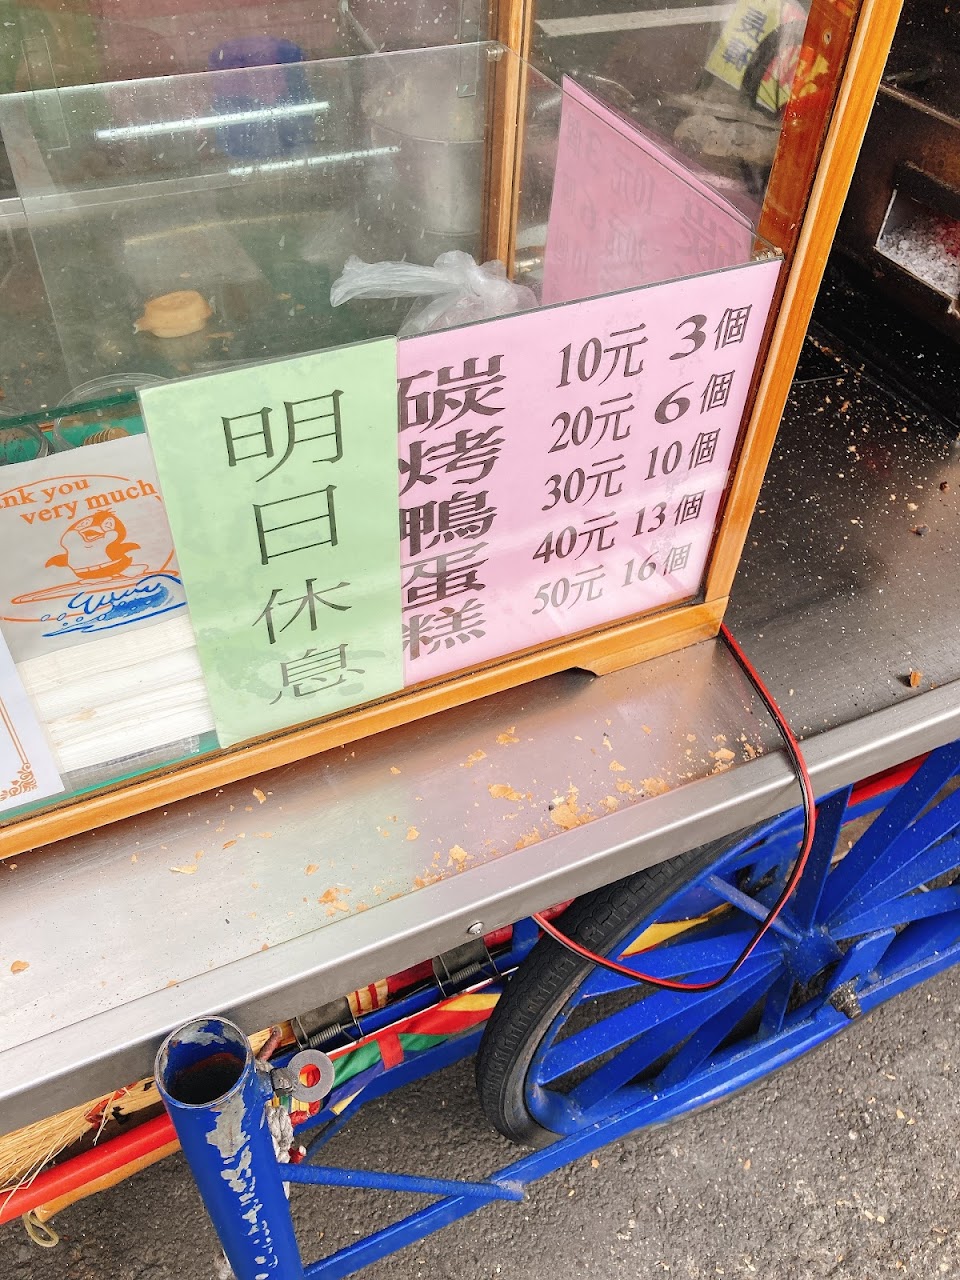 nk you
very much
明日休息
碳烤鴨蛋糕
10元 3個
20元 6個
30元 10個
40元 13個
50元 16個